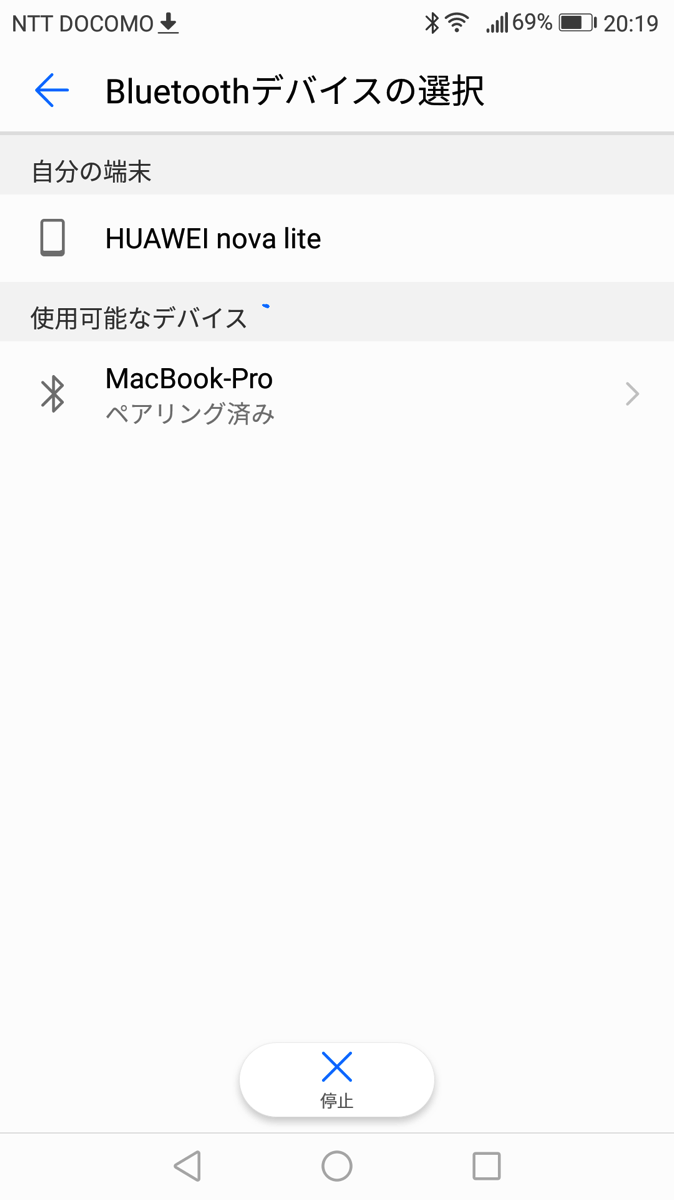 NTT DOCOMO 69% 20:19
Bluetoothデバイスの選択
自分の端末
HUAWEI nova lite
使用可能なデバイス
MacBook-Pro
ペアリング済み
停止